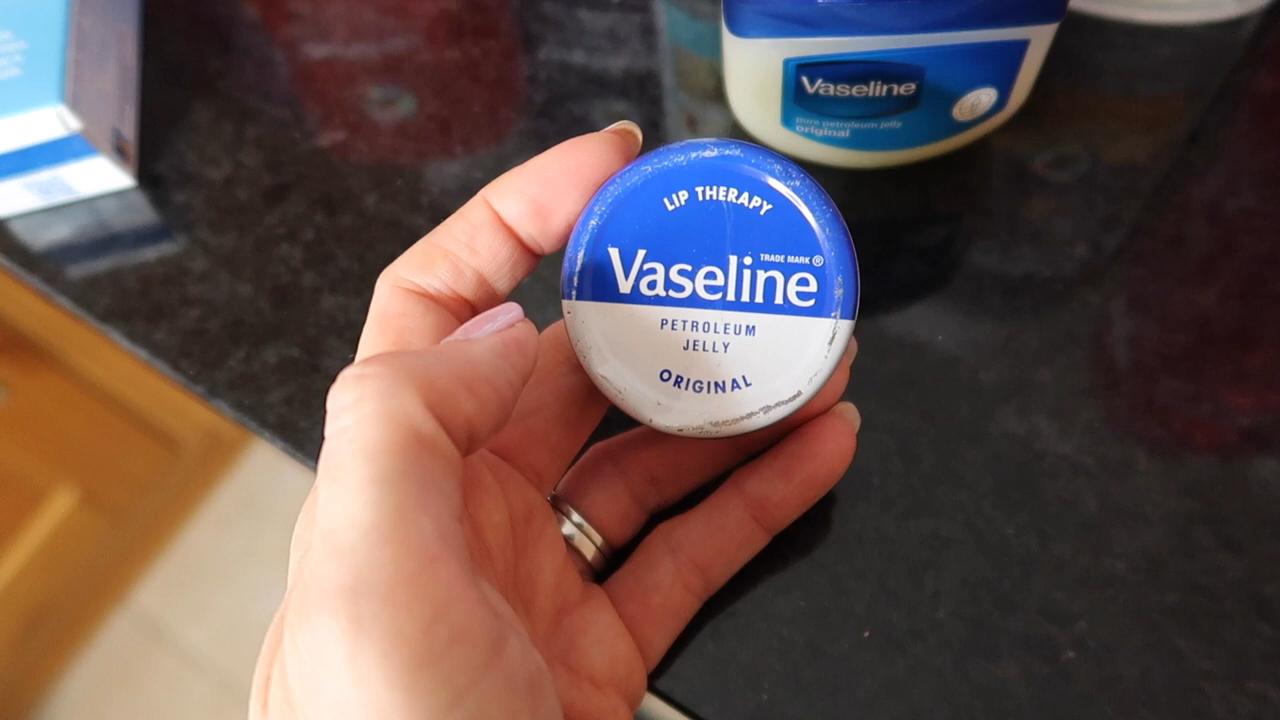 Vaseline
pure petroleum jelly
original
LIP THERAPY
TRADE MARK ®
Vaseline
PETROLEUM
JELLY
ORIGINAL